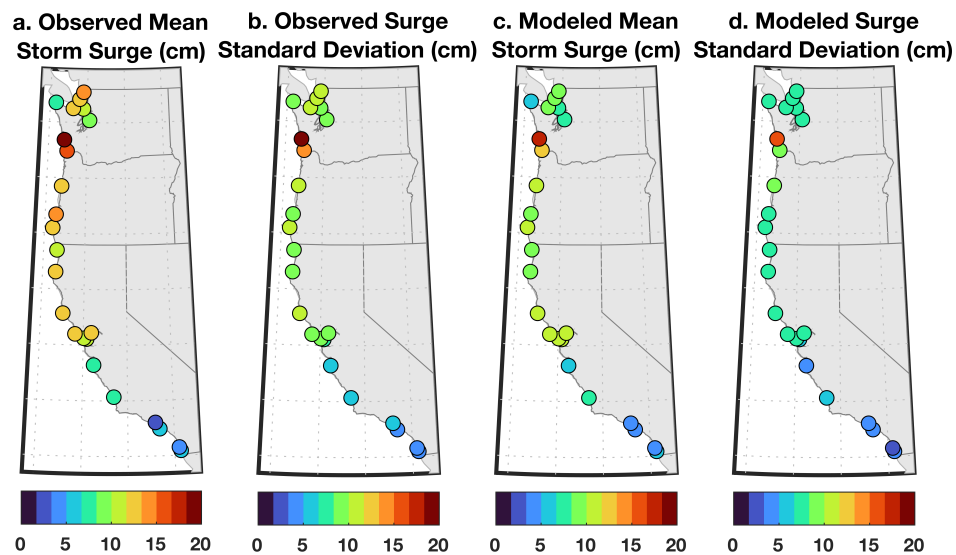 a. Observed Mean
Storm Surge (cm)
b. Observed Surge
Standard Deviation (cm)
c. Modeled Mean
Storm Surge (cm)
d. Modeled Surge
Standard Deviation (cm)
0 5 10 15 20
0 5 10 15 20
0 5 10 15 20
0 5 10 15 20